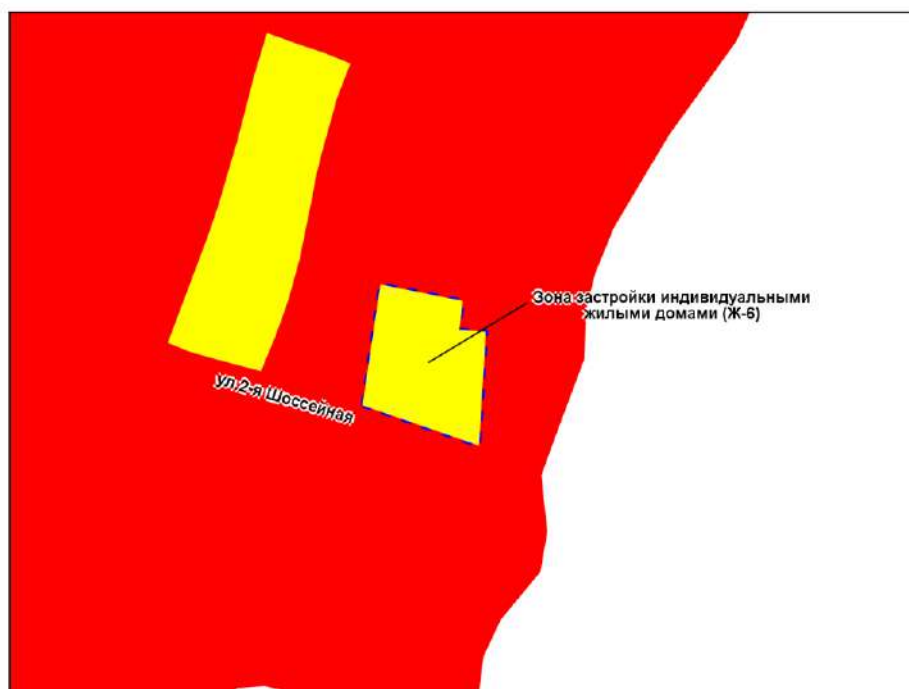 Зона застройки индивидуальными
жилыми домами (Ж-6)
ул.2-я Шоссейная